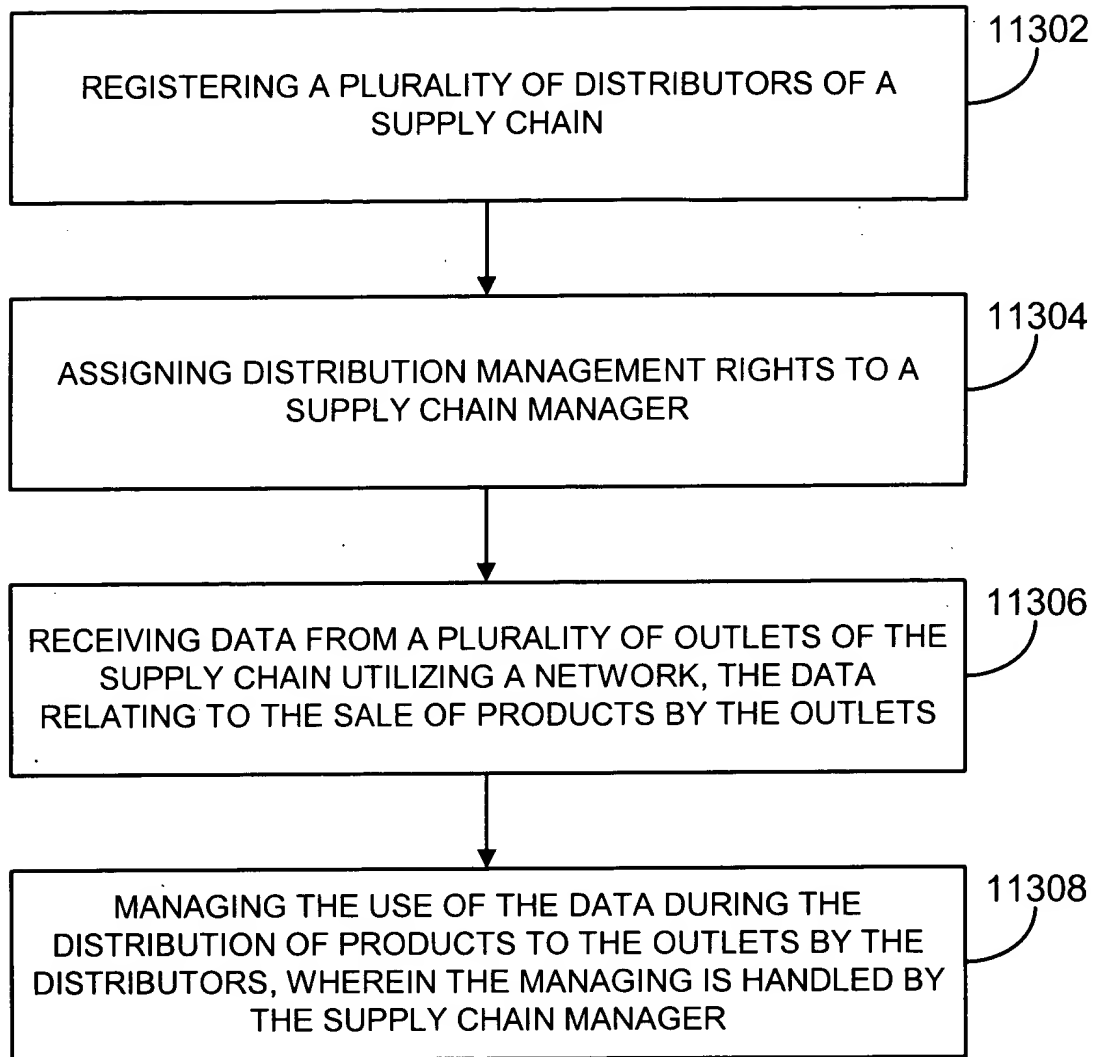 11302
REGISTERING A PLURALITY OF DISTRIBUTORS OF A
SUPPLY CHAIN
11304
ASSIGNING DISTRIBUTION MANAGEMENT RIGHTS TO A
SUPPLY CHAIN MANAGER
11306
RECEIVING DATA FROM A PLURALITY OF OUTLETS OF THE
SUPPLY CHAIN UTILIZING A NETWORK, THE DATA
RELATING TO THE SALE OF PRODUCTS BY THE OUTLETS
11308
MANAGING THE USE OF THE DATA DURING THE
DISTRIBUTION OF PRODUCTS TO THE OUTLETS BY THE
DISTRIBUTORS, WHEREIN THE MANAGING IS HANDLED BY
THE SUPPLY CHAIN MANAGER